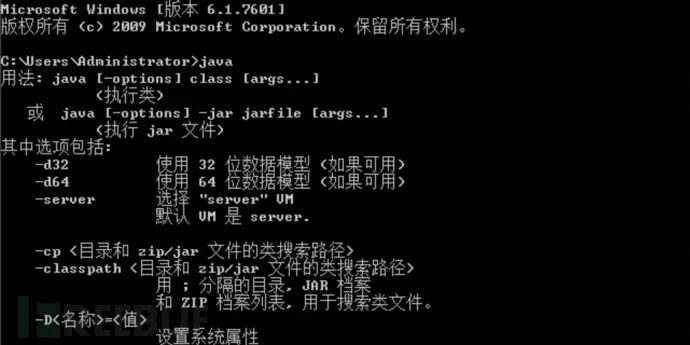 Microsoft Windows [版本 6.1.7601]
版权所有 (c) 2009 Microsoft Corporation。保留所有权利。
C:\Users\Administrator>java
用法: java [-options] class [args...]
(执行类)
或 java [-options] -jar jarfile [args...]
(执行 jar 文件)
其中选项包括:
-d32 使用 32 位数据模型 (如果可用)
-d64 使用 64 位数据模型 (如果可用)
-server 选择 "server" VM
默认 VM 是 server.
-cp <目录和 zip/jar 文件的类搜索路径>
-classpath <目录和 zip/jar 文件的类搜索路径>
用 ; 分隔的目录, JAR 档案
和 ZIP 档案列表, 用于搜索类文件。
-D<名称>=<值>
设置系统属性
REEBUF